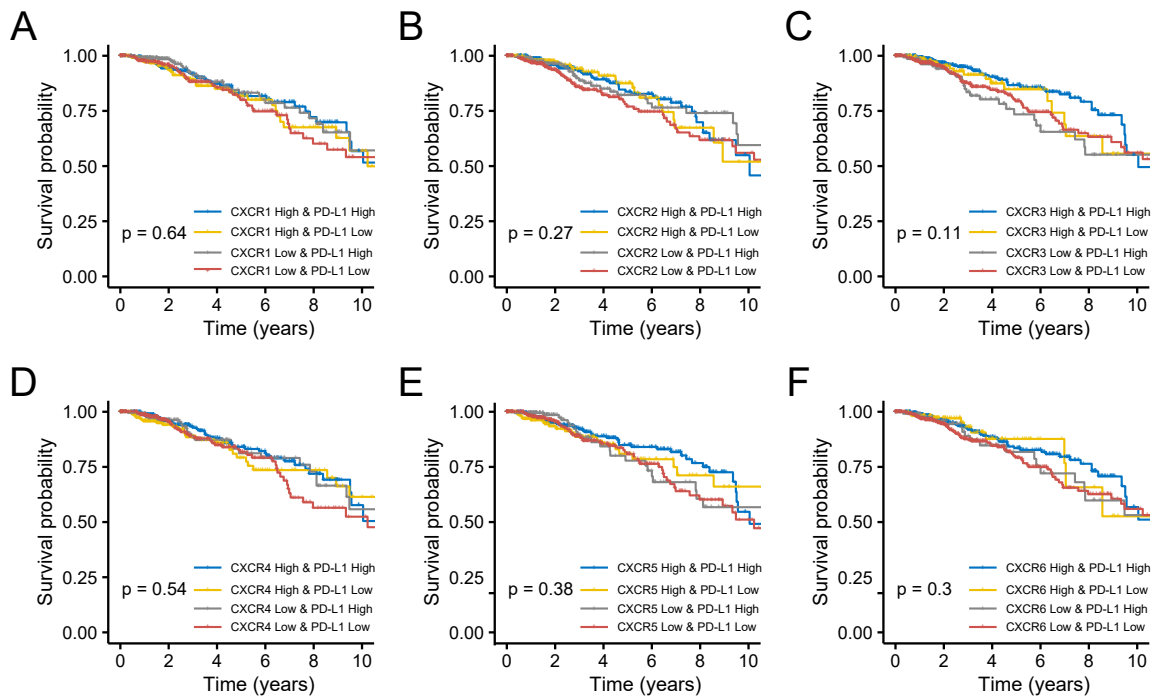 A
Survival probability
1.00
0.75
0.50
0.25
0.00
p = 0.64
CXCR1 High & PD-L1 High
CXCR1 High & PD-L1 Low
CXCR1 Low & PD-L1 High
CXCR1 Low & PD-L1 Low
0 2 4 6 8 10
Time (years)
B
Survival probability
1.00
0.75
0.50
0.25
0.00
p = 0.27
CXCR2 High & PD-L1 High
CXCR2 High & PD-L1 Low
CXCR2 Low & PD-L1 High
CXCR2 Low & PD-L1 Low
0 2 4 6 8 10
Time (years)
C
Survival probability
1.00
0.75
0.50
0.25
0.00
p = 0.11
CXCR3 High & PD-L1 High
CXCR3 High & PD-L1 Low
CXCR3 Low & PD-L1 High
CXCR3 Low & PD-L1 Low
0 2 4 6 8 10
Time (years)
D
Survival probability
1.00
0.75
0.50
0.25
0.00
p = 0.54
CXCR4 High & PD-L1 High
CXCR4 High & PD-L1 Low
CXCR4 Low & PD-L1 High
CXCR4 Low & PD-L1 Low
0 2 4 6 8 10
Time (years)
E
Survival probability
1.00
0.75
0.50
0.25
0.00
p = 0.38
CXCR5 High & PD-L1 High
CXCR5 High & PD-L1 Low
CXCR5 Low & PD-L1 High
CXCR5 Low & PD-L1 Low
0 2 4 6 8 10
Time (years)
F
Survival probability
1.00
0.75
0.50
0.25
0.00
p = 0.3
CXCR6 High & PD-L1 High
CXCR6 High & PD-L1 Low
CXCR6 Low & PD-L1 High
CXCR6 Low & PD-L1 Low
0 2 4 6 8 10
Time (years)